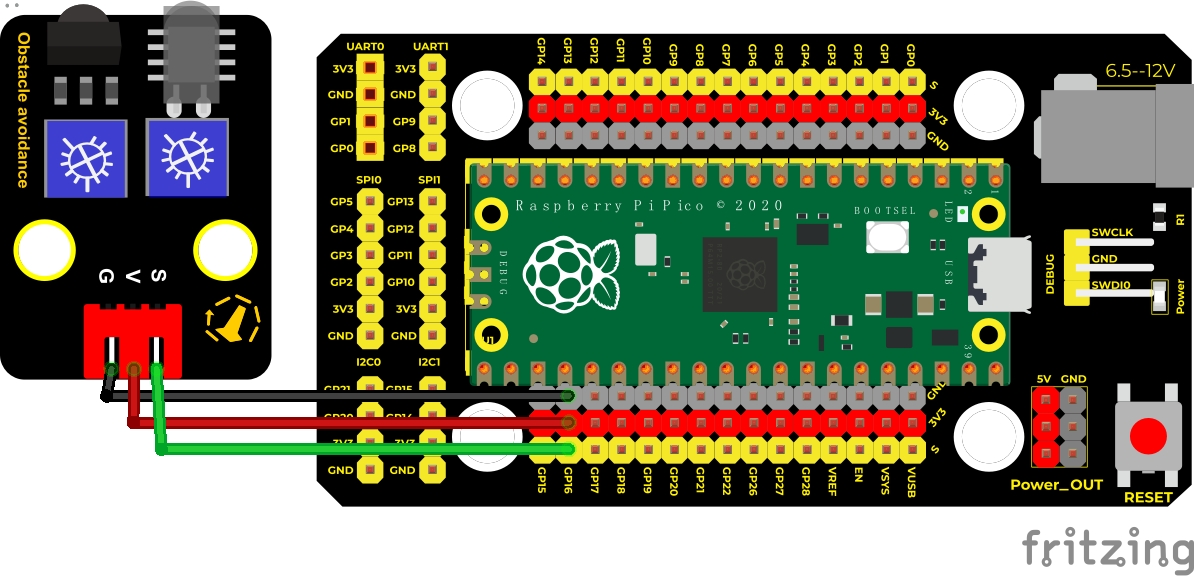 Obstacle avoidance
G V S
UART0 UART1
3V3 3V3
GND GND
GP1 GP9
GP0 GP8
SPI0 SPI1
GP5 GP13
GP4 GP12
GP3 GP11
GP2 GP10
3V3 3V3
GND GND
I2C0 I2C1
GP21 GP15
GP20 GP14
3V3 3V3
GND GND
GP14 GP13 GP12 GP11 GP10 GP9 GP8 GP7 GP6 GP5 GP4 GP3 GP2 GP1 GP0
S
3V3
GND
Raspberry Pi Pico © 2020
BOOTSEL
LED
2 1
DEBUG
USB
39
GND
3V3
S
GP15 GP16 GP17 GP18 GP19 GP20 GP21 GP22 GP26 GP27 GP28 VREF EN VSYS VUSB
6.5--12V
R1
SWCLK
GND
SWDI0
DEBUG
Power
5V GND
Power_OUT
RESET
fritzing